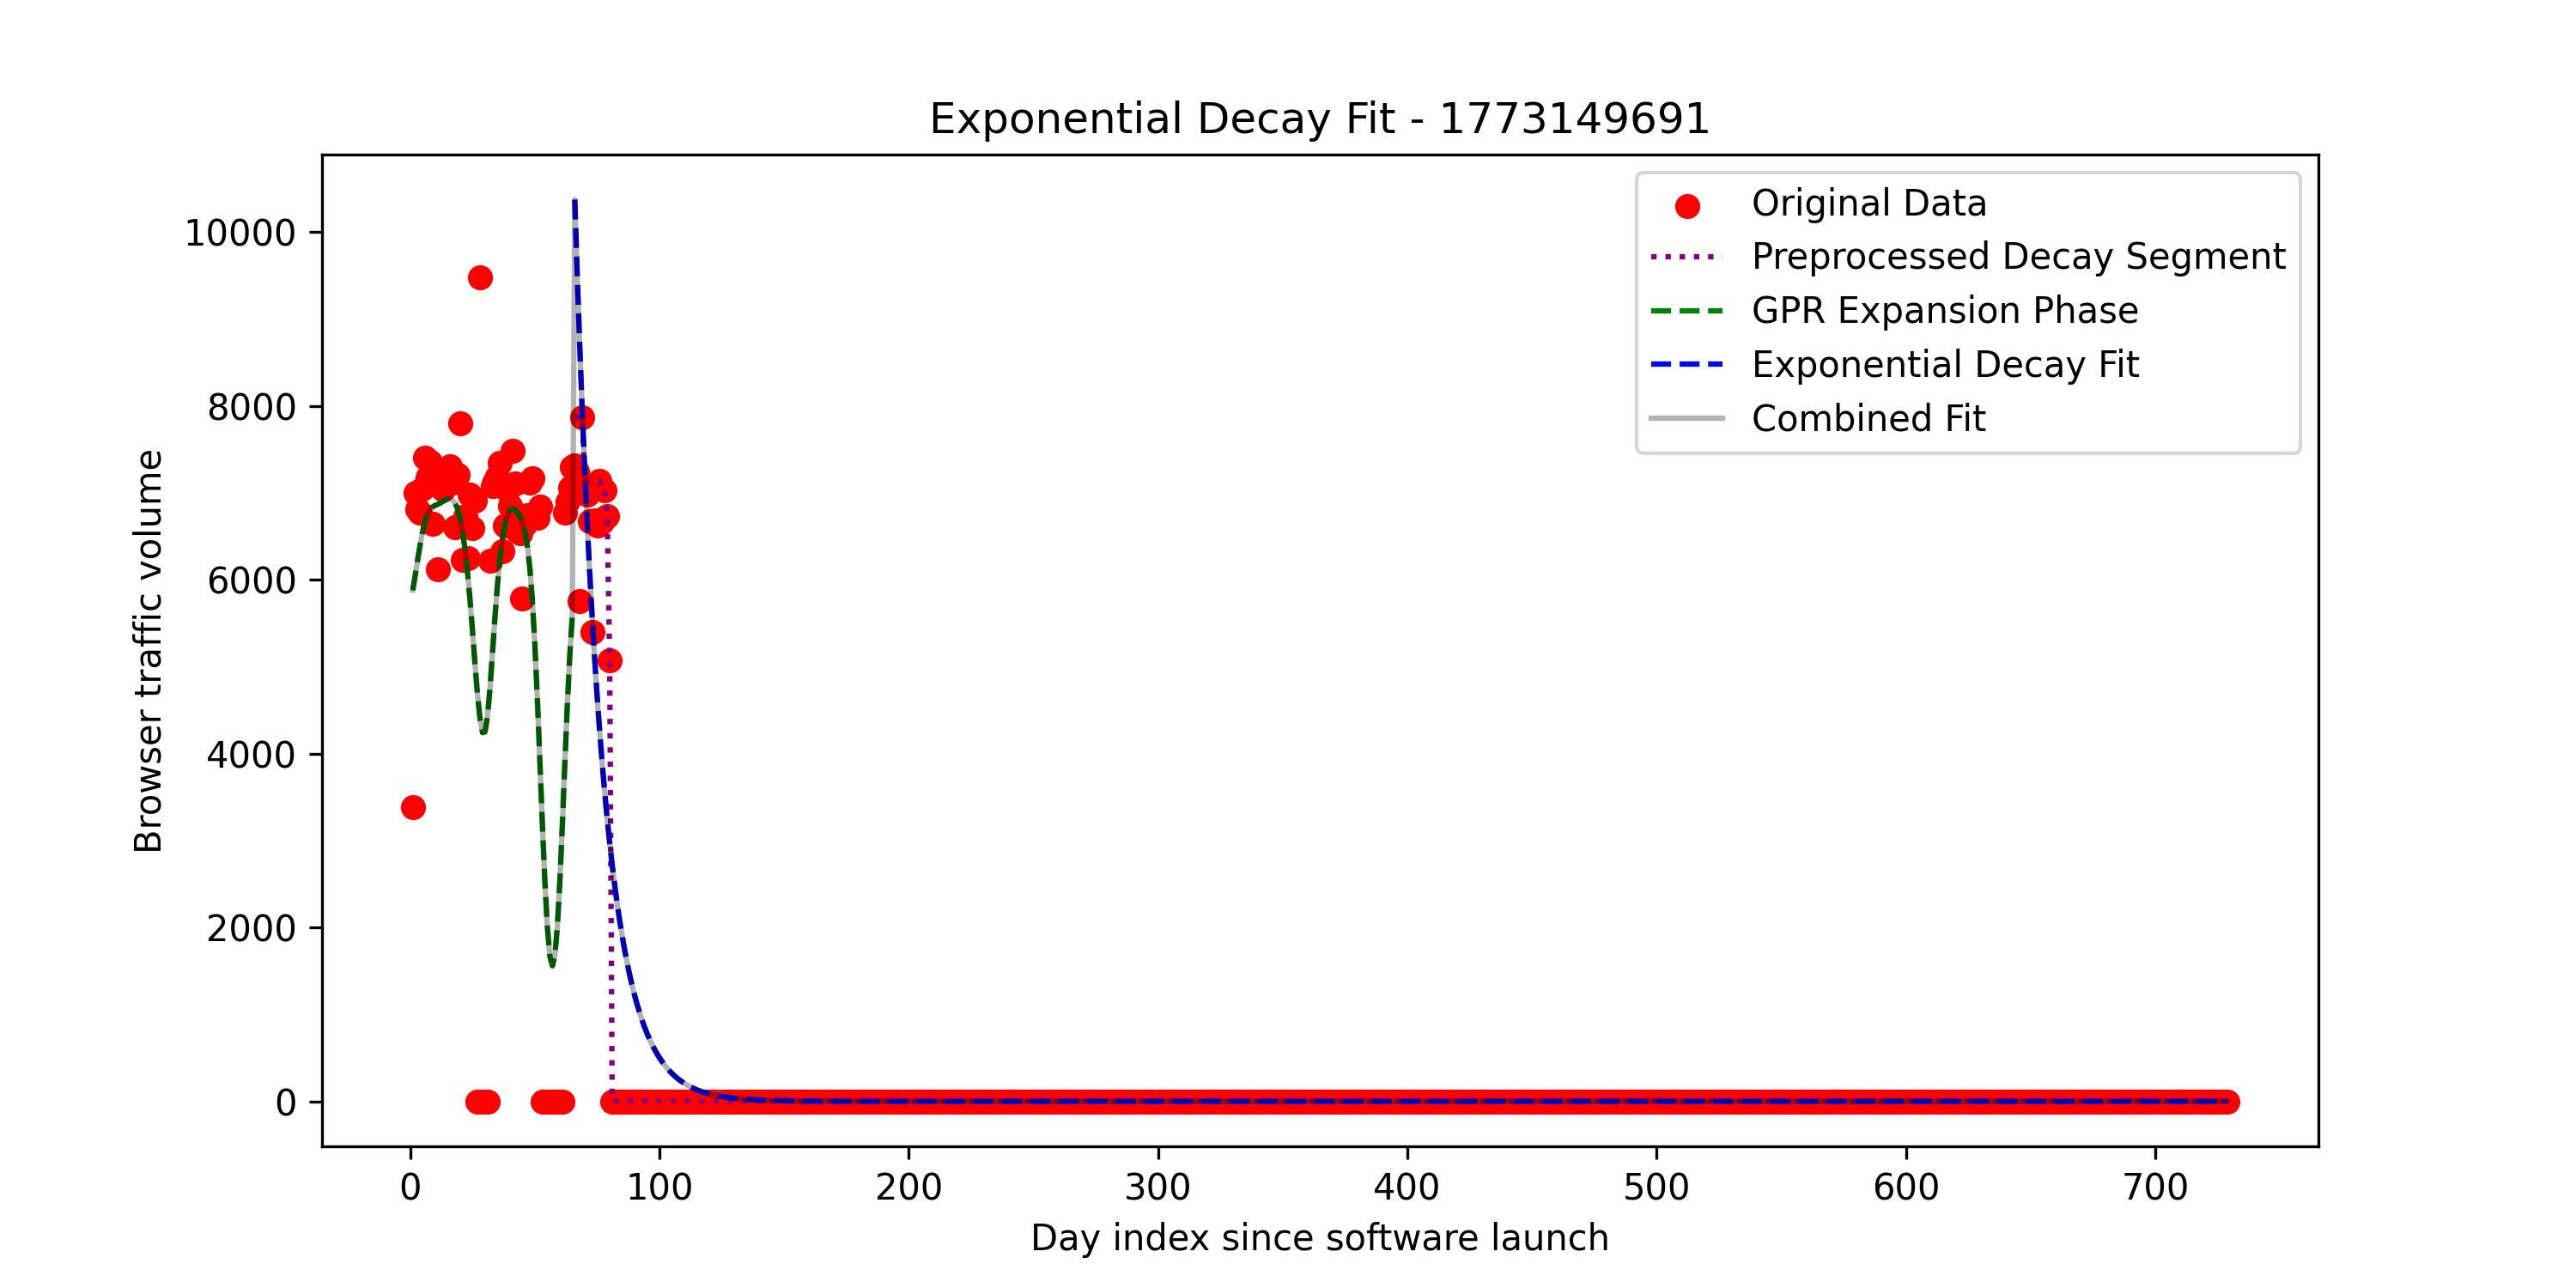 Exponential Decay Fit - 1773149691
Original Data
Preprocessed Decay Segment
GPR Expansion Phase
Exponential Decay Fit
Combined Fit
Browser traffic volume
10000
8000
6000
4000
2000
0
0 100 200 300 400 500 600 700
Day index since software launch